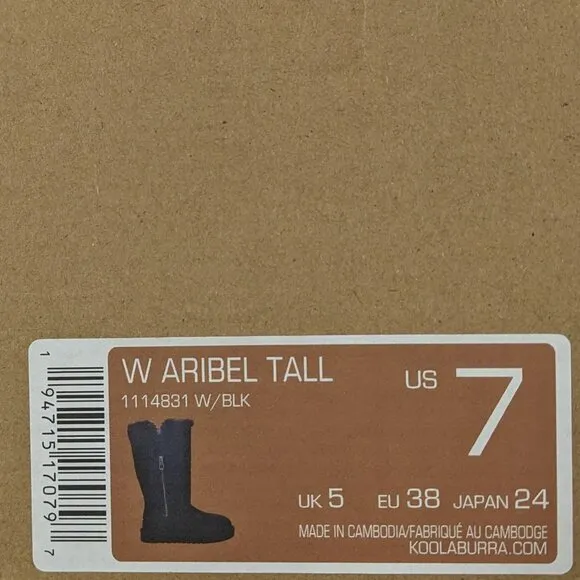 W ARIBEL TALL
1114831 W/BLK
US 7
UK 5 EU 38 JAPAN 24
MADE IN CAMBODIA/FABRIQUÉ AU CAMBODGE
KOOLABURRA.COM
1 94715 17079 7